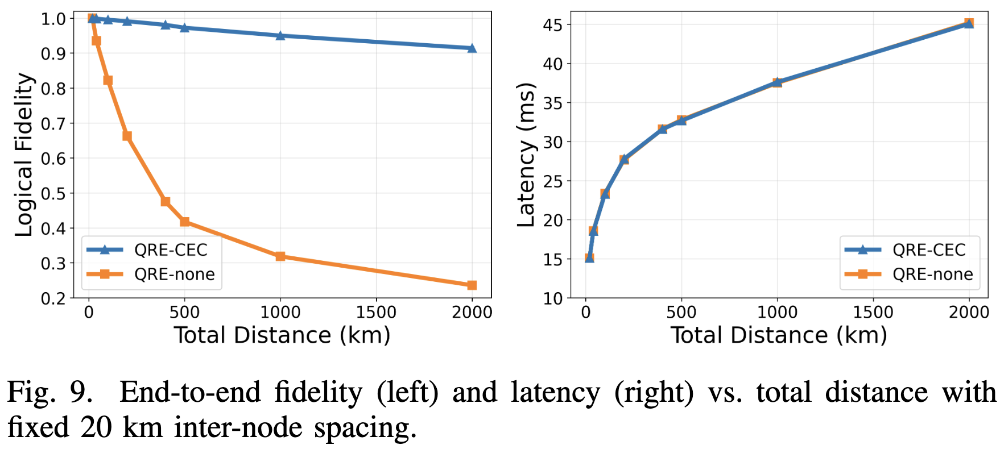 1.0
0.9
0.8
0.7
0.6
0.5
0.4
0.3
0.2
Logical Fidelity
QRE-CEC
QRE-none
0 500 1000 1500 2000
Total Distance (km)
45
40
35
30
25
20
15
10
Latency (ms)
QRE-CEC
QRE-none
0 500 1000 1500 2000
Total Distance (km)
Fig. 9. End-to-end fidelity (left) and latency (right) vs. total distance with
fixed 20 km inter-node spacing.